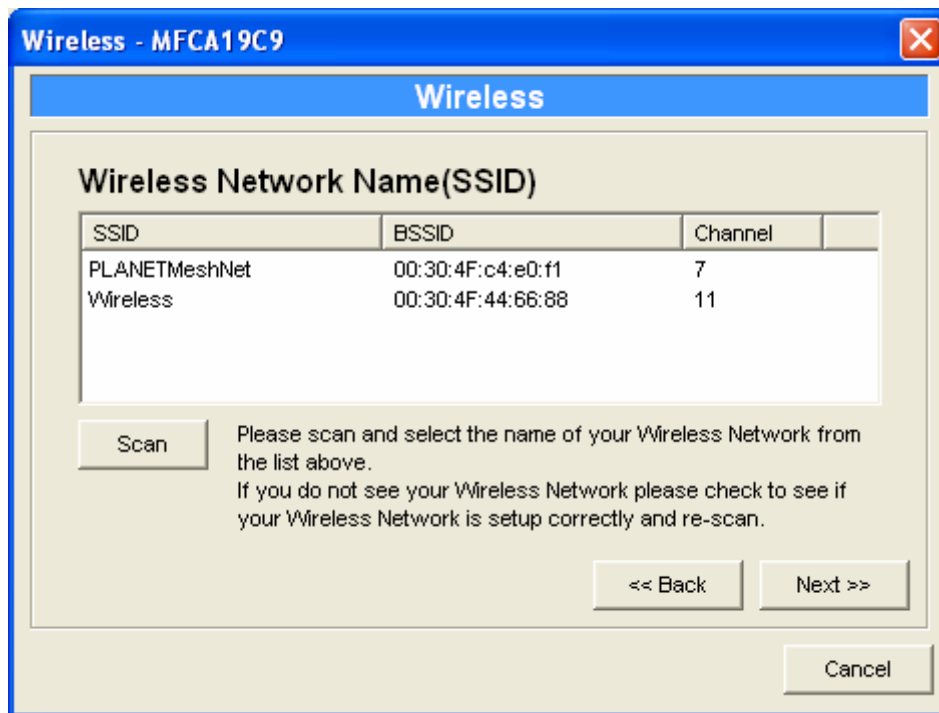 Wireless - MFCA19C9
Wireless
Wireless Network Name(SSID)
SSID BSSID Channel
PLANETMeshNet 00:30:4F:c4:e0:f1 7
Wireless 00:30:4F:44:66:88 11
Scan
Please scan and select the name of your Wireless Network from
the list above.
If you do not see your Wireless Network please check to see if
your Wireless Network is setup correctly and re-scan.
<< Back Next >>
Cancel